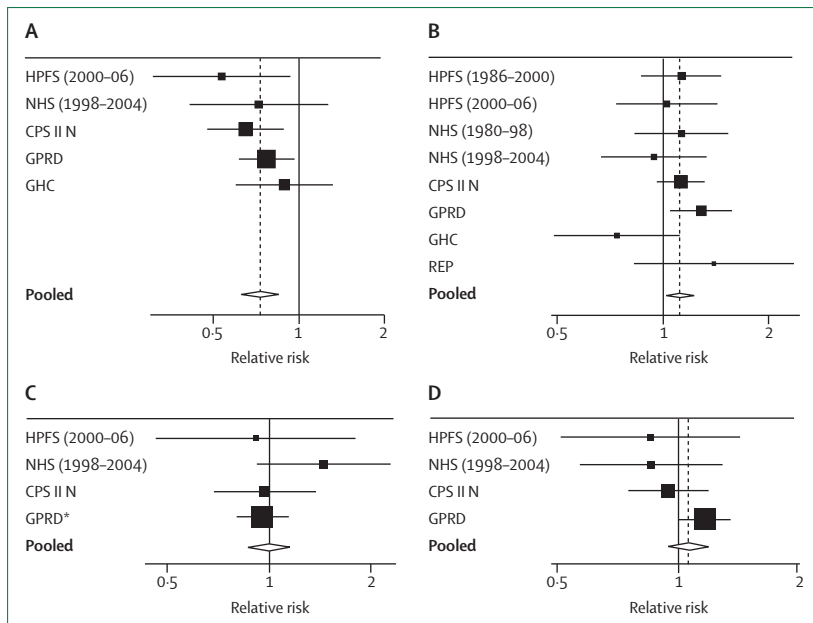 A
HPFS (2000–06)
NHS (1998–2004)
CPS II N
GPRD
GHC
Pooled
0·5 1 2
Relative risk
B
HPFS (1986–2000)
HPFS (2000–06)
NHS (1980–98)
NHS (1998–2004)
CPS II N
GPRD
GHC
REP
Pooled
0·5 1 2
Relative risk
C
HPFS (2000–06)
NHS (1998–2004)
CPS II N
GPRD*
Pooled
0·5 1 2
Relative risk
D
HPFS (2000–06)
NHS (1998–2004)
CPS II N
GPRD
Pooled
0·5 1 2
Relative risk